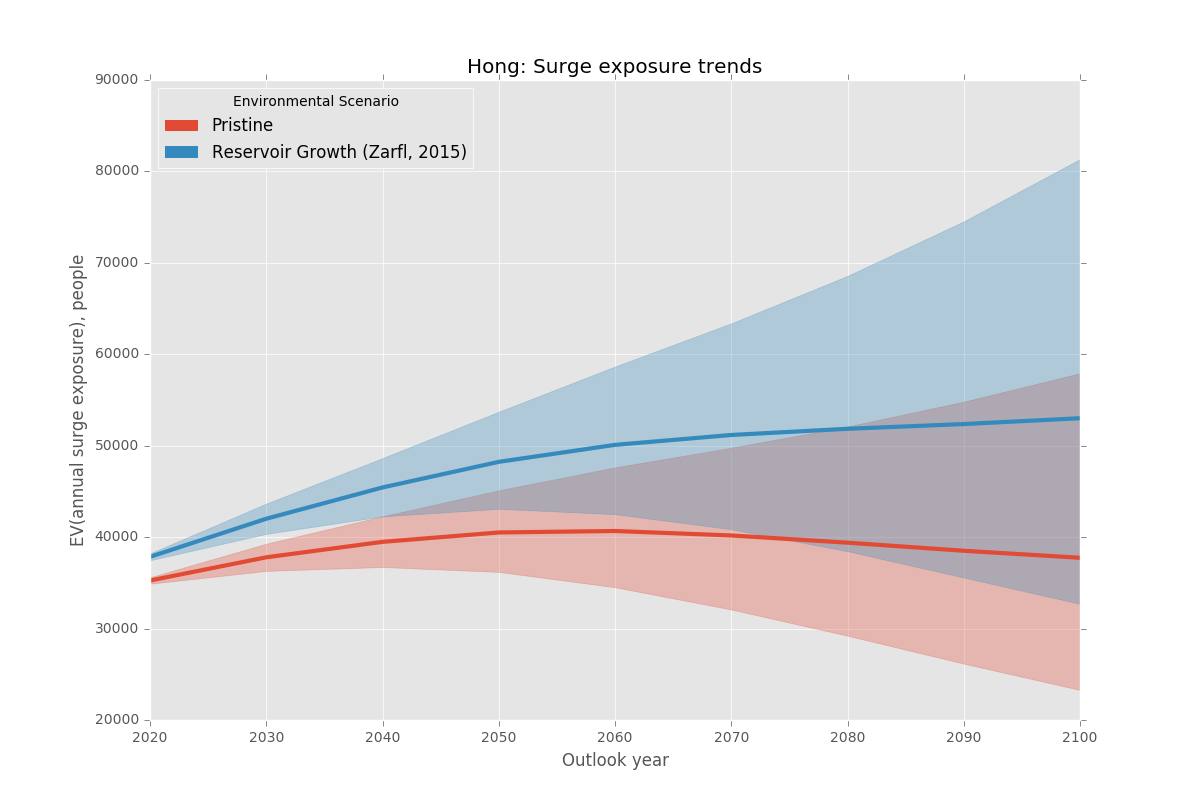 Hong: Surge exposure trends
Environmental Scenario
Pristine
Reservoir Growth (Zarfl, 2015)
EV(annual surge exposure), people
90000
80000
70000
60000
50000
40000
30000
20000
2020 2030 2040 2050 2060 2070 2080 2090 2100
Outlook year